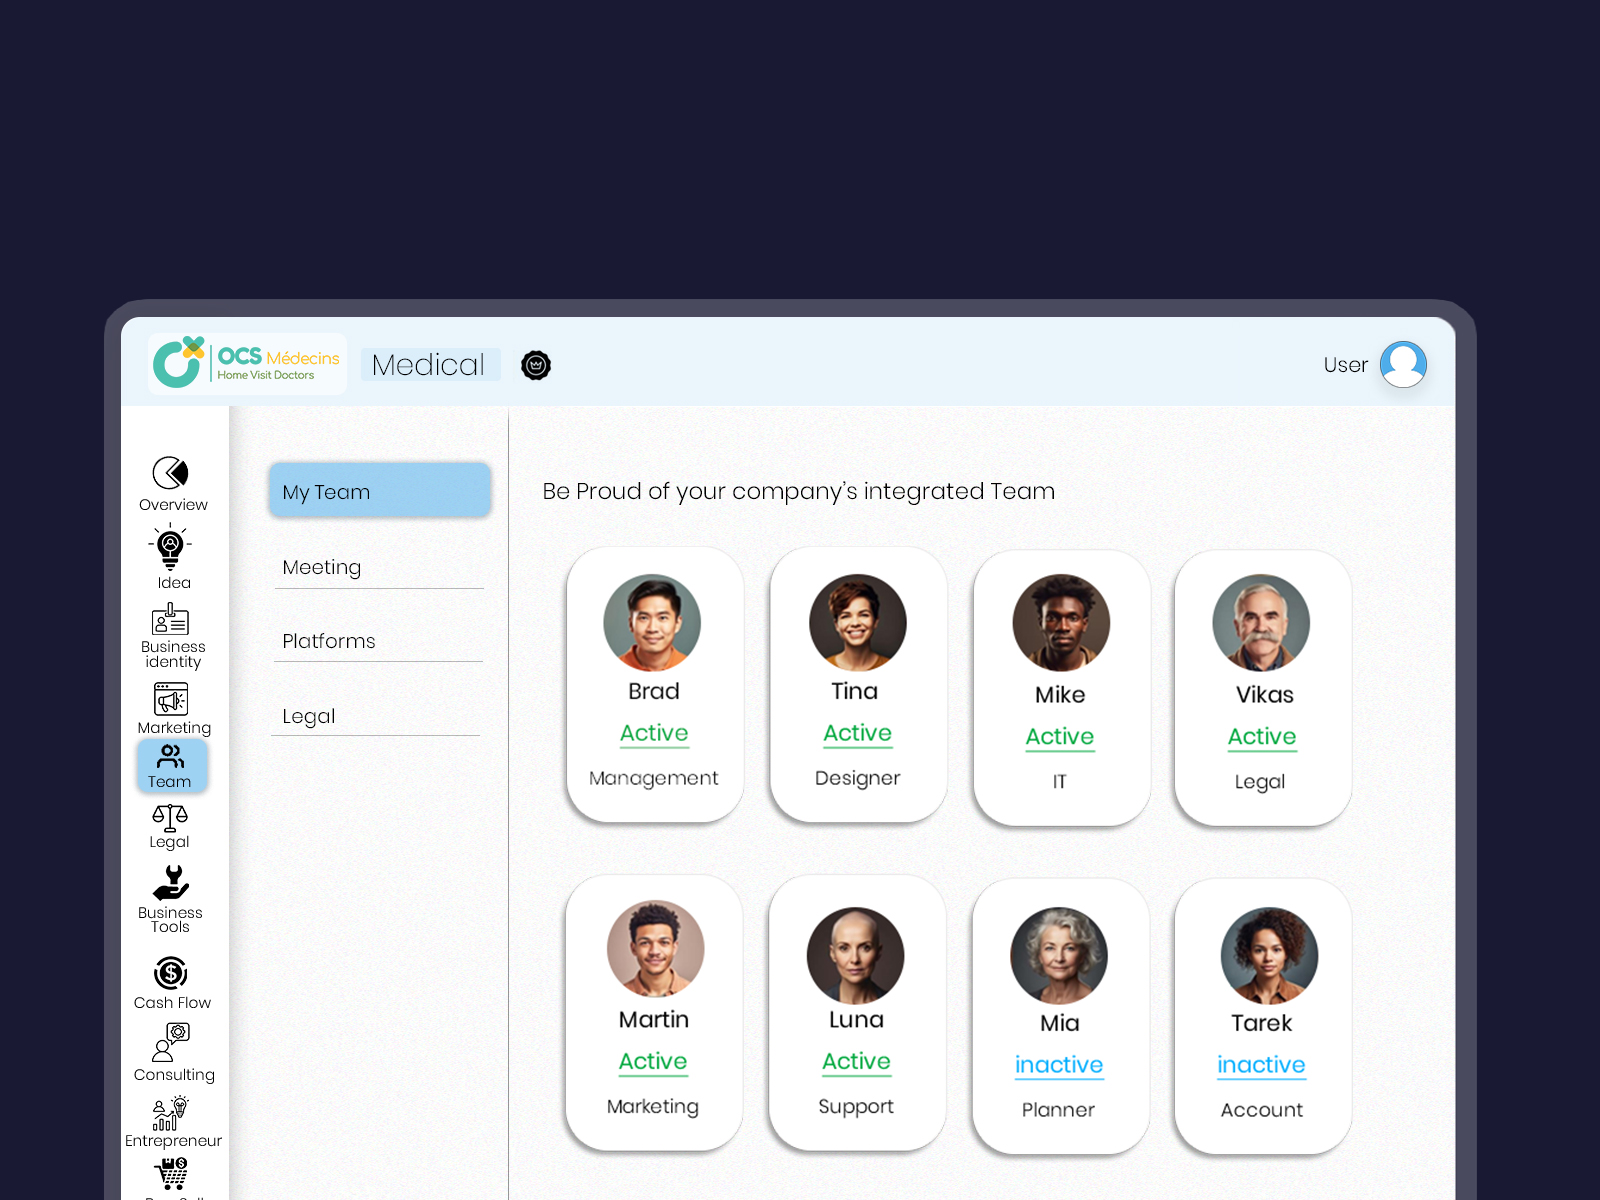 OCS Médecins
Home Visit Doctors
Medical
User
Overview
Idea
Business
identity
Marketing
Team
Legal
Business
Tools
Cash Flow
Consulting
Entrepreneur
My Team
Meeting
Platforms
Legal
Be Proud of your company's integrated Team
Brad
Active
Management
Tina
Active
Designer
Mike
Active
IT
Vikas
Active
Legal
Martin
Active
Marketing
Luna
Active
Support
Mia
inactive
Planner
Tarek
inactive
Account